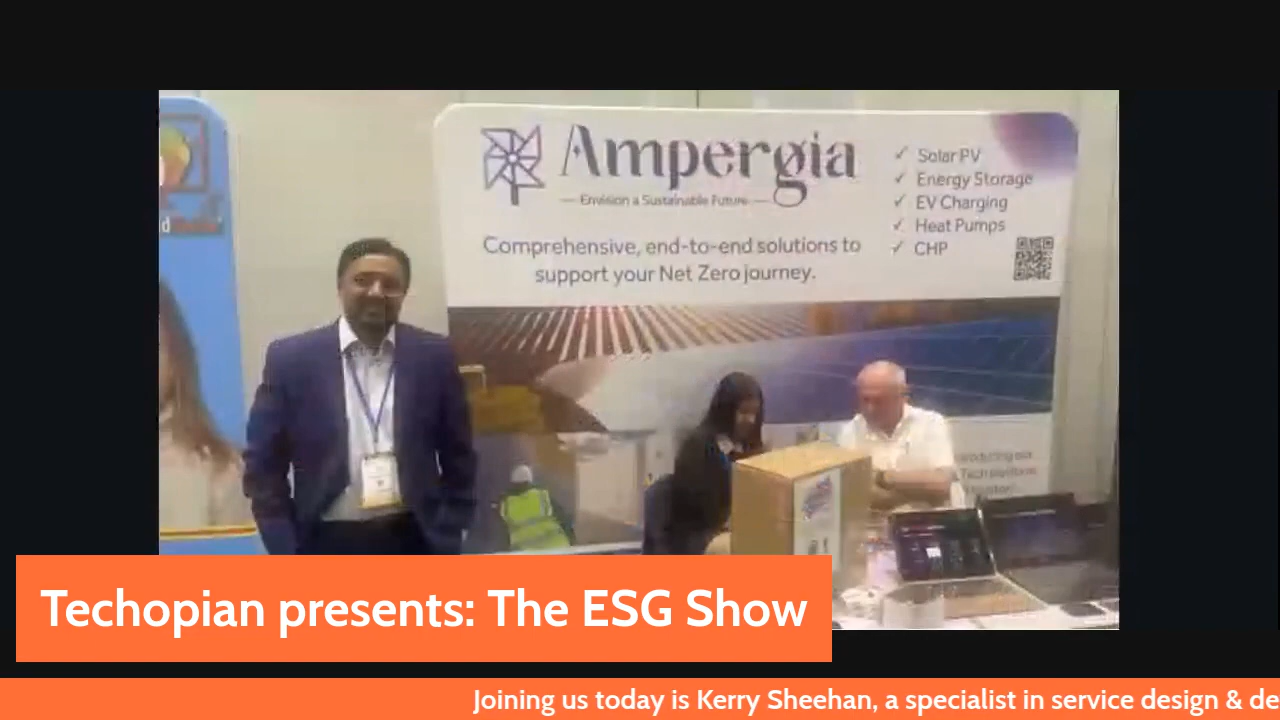 Ampergia
Envision a Sustainable Future
Comprehensive, end-to-end solutions to
support your Net Zero journey.
✓ Solar PV
✓ Energy Storage
✓ EV Charging
✓ Heat Pumps
✓ CHP
Techopian presents: The ESG Show
Joining us today is Kerry Sheehan, a specialist in service design & de